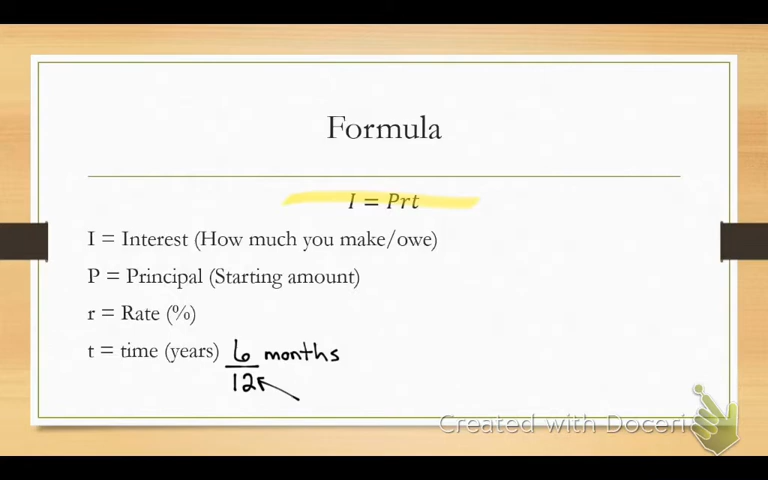 Formula
I = Prt
I = Interest (How much you make/owe)
P = Principal (Starting amount)
r = Rate (%)
t = time (years) 6 months
12
Created with Doceri